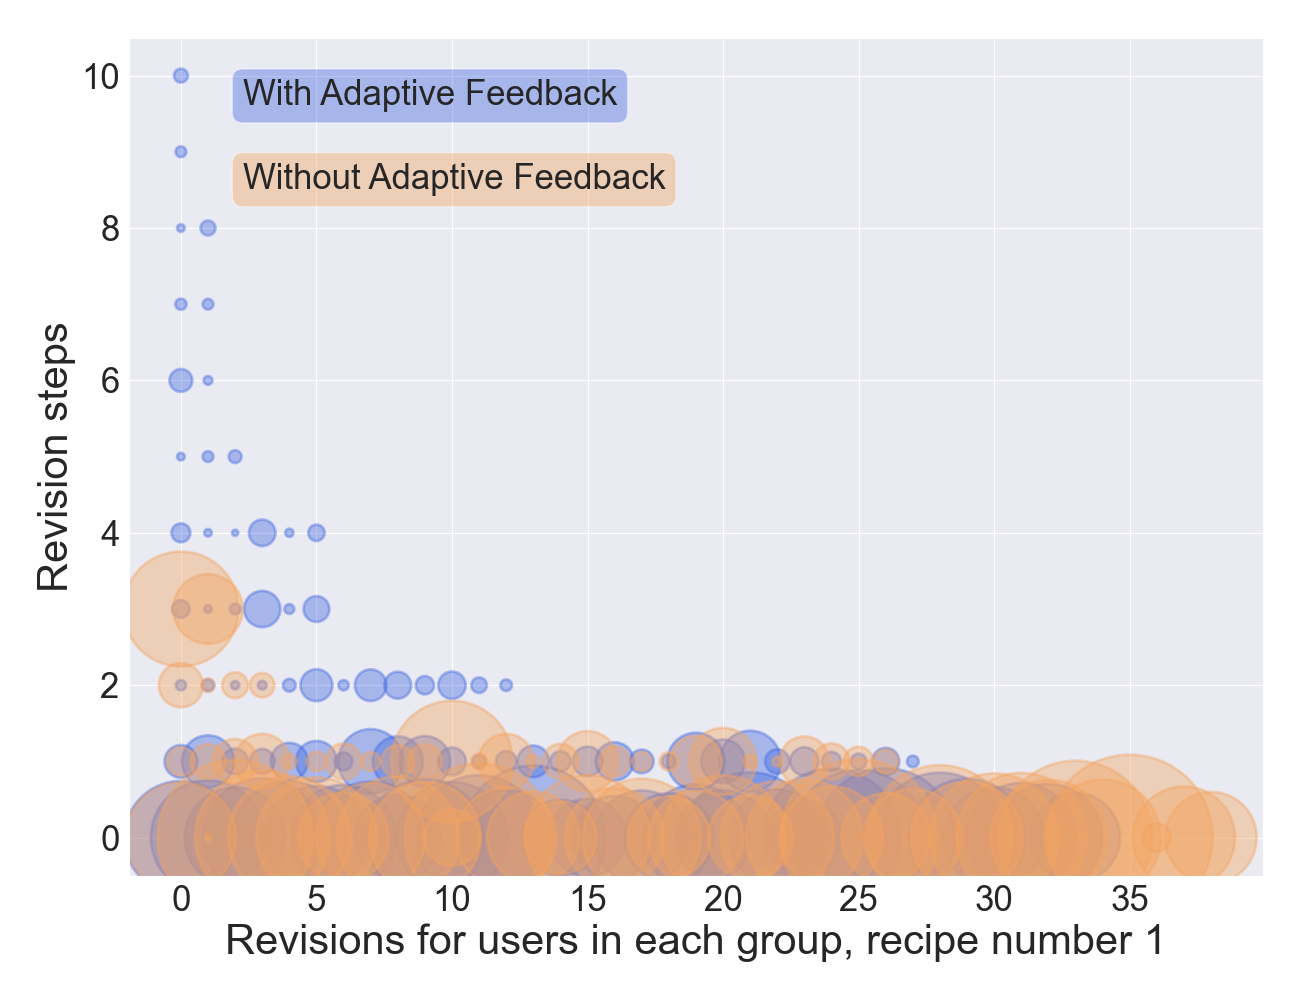 10
With Adaptive Feedback
Without Adaptive Feedback
8
6
4
2
0
Revision steps
0 5 10 15 20 25 30 35
Revisions for users in each group, recipe number 1